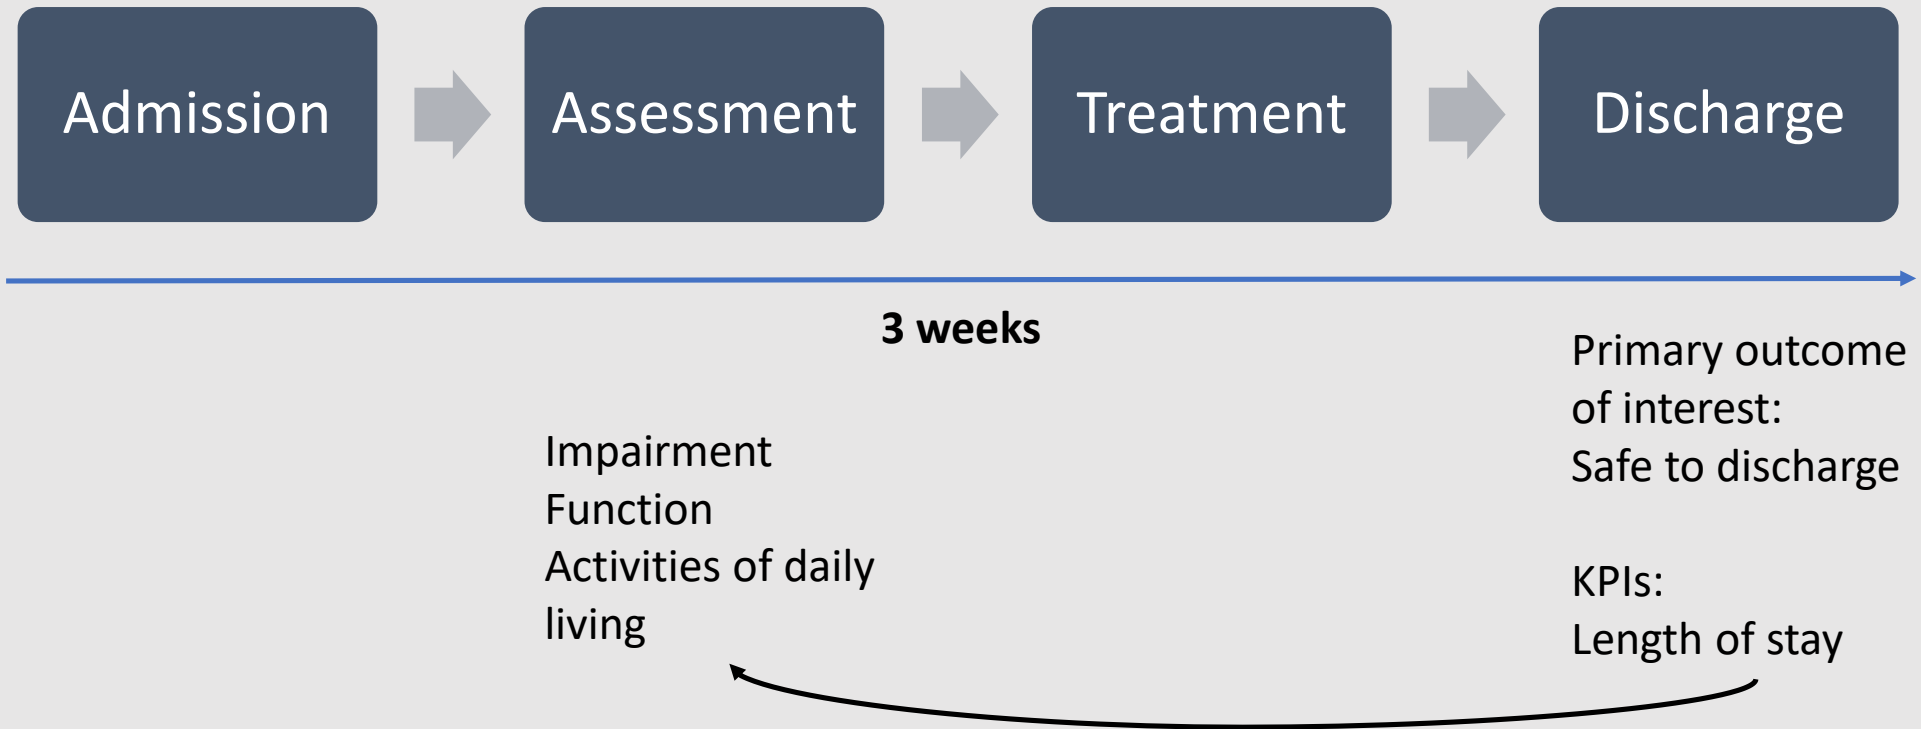 Admission
Assessment
Treatment
Discharge
3 weeks
Impairment
Function
Activities of daily
living
Primary outcome
of interest:
Safe to discharge
KPIs:
Length of stay